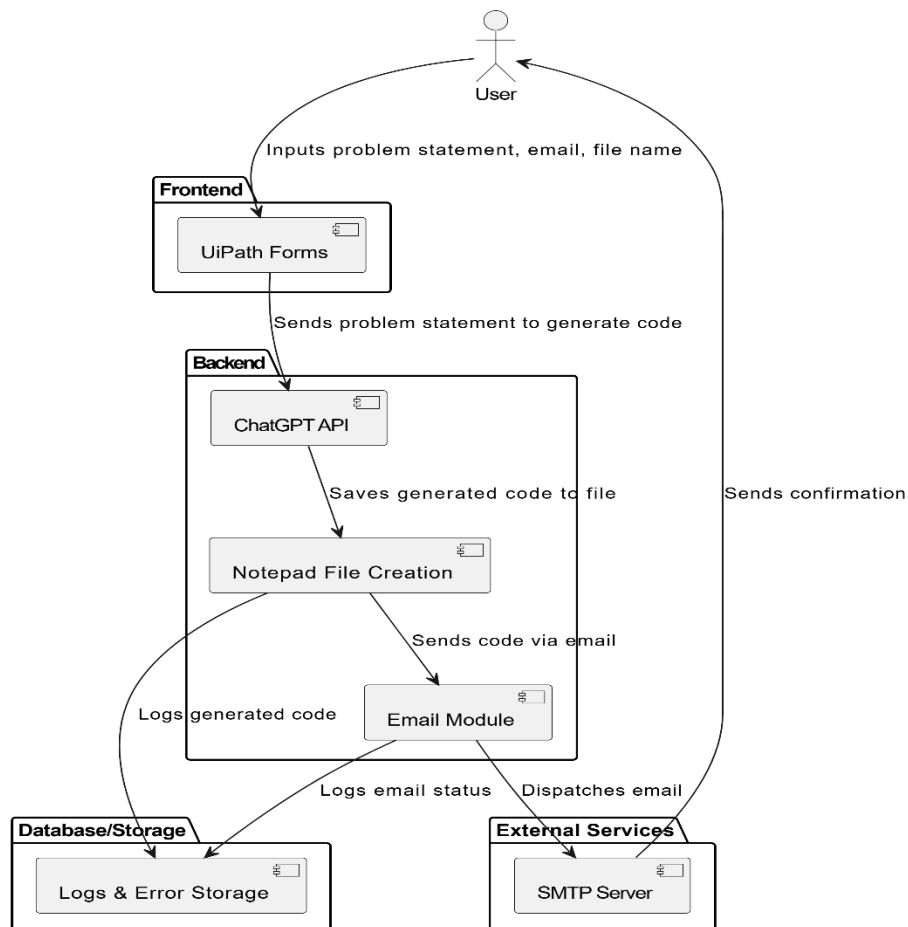 User
Inputs problem statement, email, file name
Frontend
UiPath Forms
Sends problem statement to generate code
Backend
ChatGPT API
Saves generated code to file
Sends confirmation
Notepad File Creation
Sends code via email
Logs generated code
Email Module
Logs email status
Dispatches email
Database/Storage
External Services
Logs & Error Storage
SMTP Server